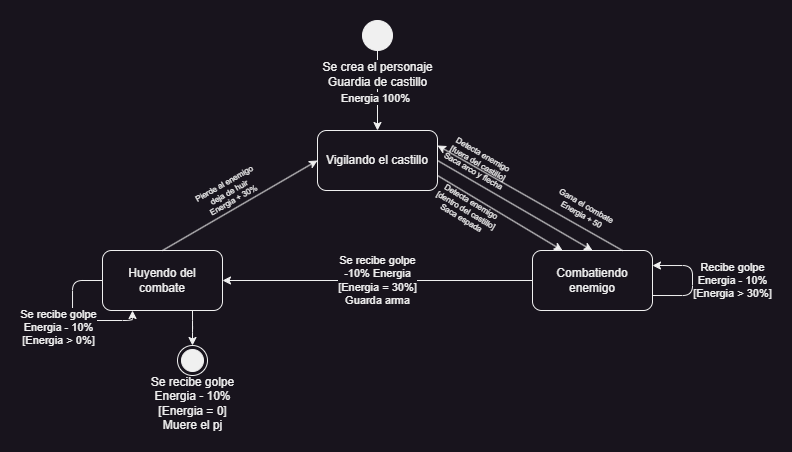 Se crea el personaje
Guardia de castillo
Energia 100%
Vigilando el castillo
Detecta enemigo
[fuera del castillo]
Saca arco y flecha
Detecta enemigo
[dentro del castillo]
Saca espada
Gana el combate
Energia + 50
Pierde al enemigo
deja de huir
Energia + 30%
Huyendo del
combate
Se recibe golpe
-10% Energia
[Energia = 30%]
Guarda arma
Combatiendo
enemigo
Recibe golpe
Energia - 10%
[Energia > 30%]
Se recibe golpe
Energia - 10%
[Energia > 0%]
Se recibe golpe
Energia - 10%
[Energia = 0]
Muere el pj